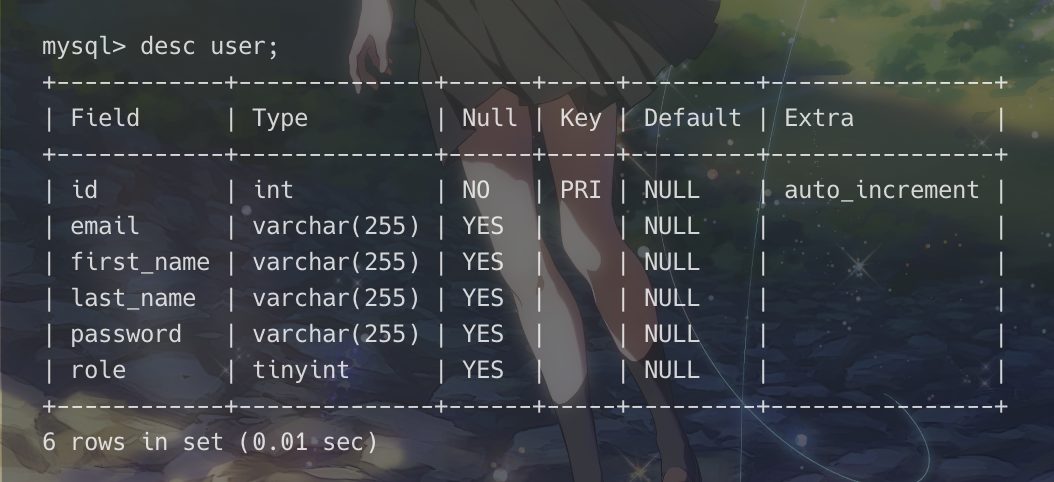 mysql> desc user;
+------------+--------------+------+-----+---------+----------------+
| Field      | Type         | Null | Key | Default | Extra          |
+------------+--------------+------+-----+---------+----------------+
| id         | int          | NO   | PRI | NULL    | auto_increment |
| email      | varchar(255) | YES  |     | NULL    |                |
| first_name | varchar(255) | YES  |     | NULL    |                |
| last_name  | varchar(255) | YES  |     | NULL    |                |
| password   | varchar(255) | YES  |     | NULL    |                |
| role       | tinyint      | YES  |     | NULL    |                |
+------------+--------------+------+-----+---------+----------------+
6 rows in set (0.01 sec)